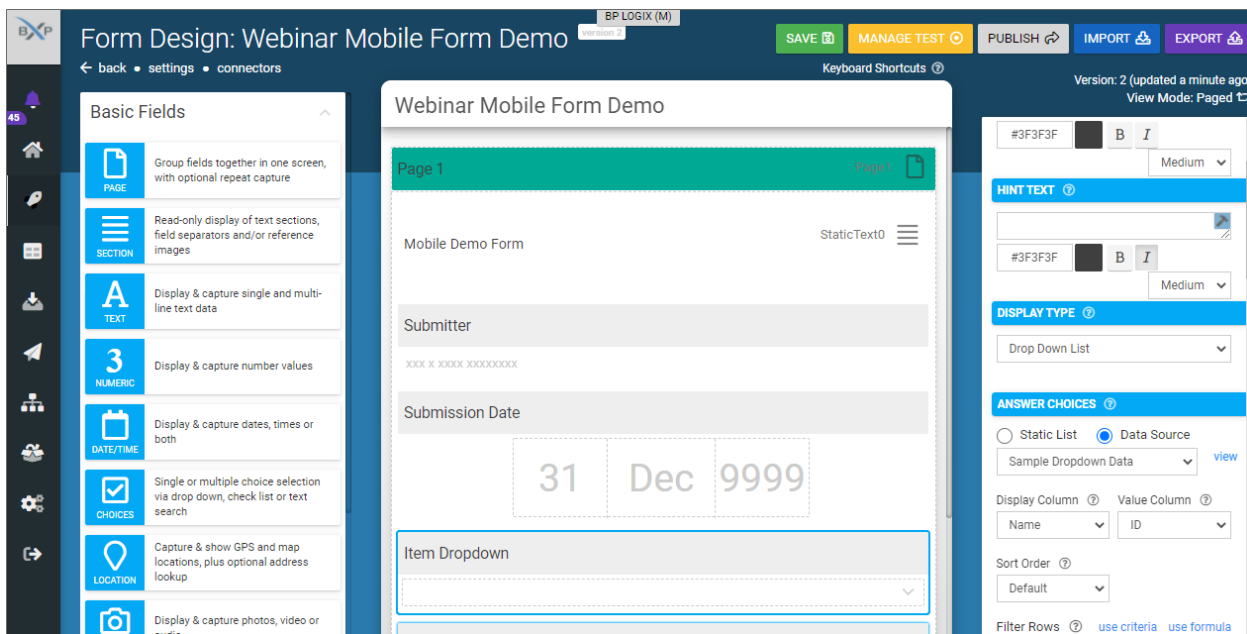 BXP
BP LOGIX (M)
Form Design: Webinar Mobile Form Demo
version 2
SAVE
MANAGE TEST
PUBLISH
IMPORT
EXPORT
← back • settings • connectors
Keyboard Shortcuts
Version: 2 (updated a minute ago
View Mode: Paged
45
Basic Fields
PAGE
Group fields together in one screen,
with optional repeat capture
SECTION
Read-only display of text sections,
field separators and/or reference
images
A
TEXT
Display & capture single and multi-
line text data
3
NUMERIC
Display & capture number values
DATE/TIME
Display & capture dates, times or
both
CHOICES
Single or multiple choice selection
via drop down, check list or text
search
LOCATION
Capture & show GPS and map
locations, plus optional address
lookup
Display & capture photos, video or
Webinar Mobile Form Demo
Page 1
Page1
Mobile Demo Form
StaticText0
Submitter
xxx x xxxx xxxxxxxx
Submission Date
31 Dec 9999
Item Dropdown
#3F3F3F
B I
Medium
HINT TEXT
#3F3F3F
B I
Medium
DISPLAY TYPE
Drop Down List
ANSWER CHOICES
Static List Data Source
Sample Dropdown Data
view
Display Column Value Column
Name ID
Sort Order
Default
Filter Rows use criteria use formula